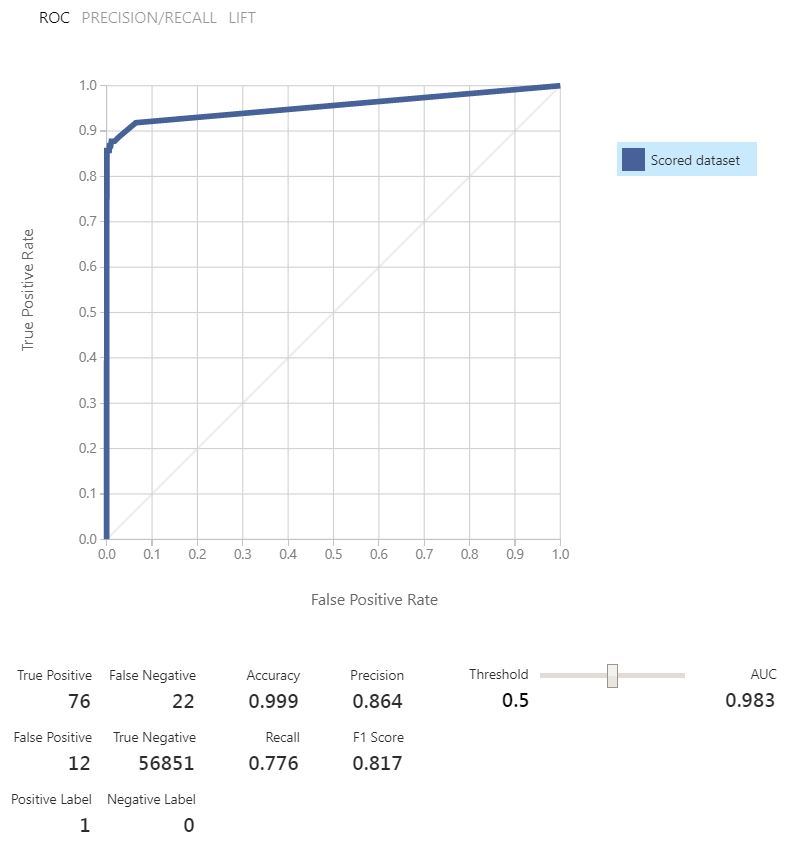 ROC PRECISION/RECALL LIFT
1.0
0.9
0.8
0.7
0.6
0.5
0.4
0.3
0.2
0.1
0.0
True Positive Rate
0.0 0.1 0.2 0.3 0.4 0.5 0.6 0.7 0.8 0.9 1.0
False Positive Rate
Scored dataset
True Positive False Negative Accuracy Precision Threshold AUC
76 22 0.999 0.864 0.5 0.983
False Positive True Negative Recall F1 Score
12 56851 0.776 0.817
Positive Label Negative Label
1 0